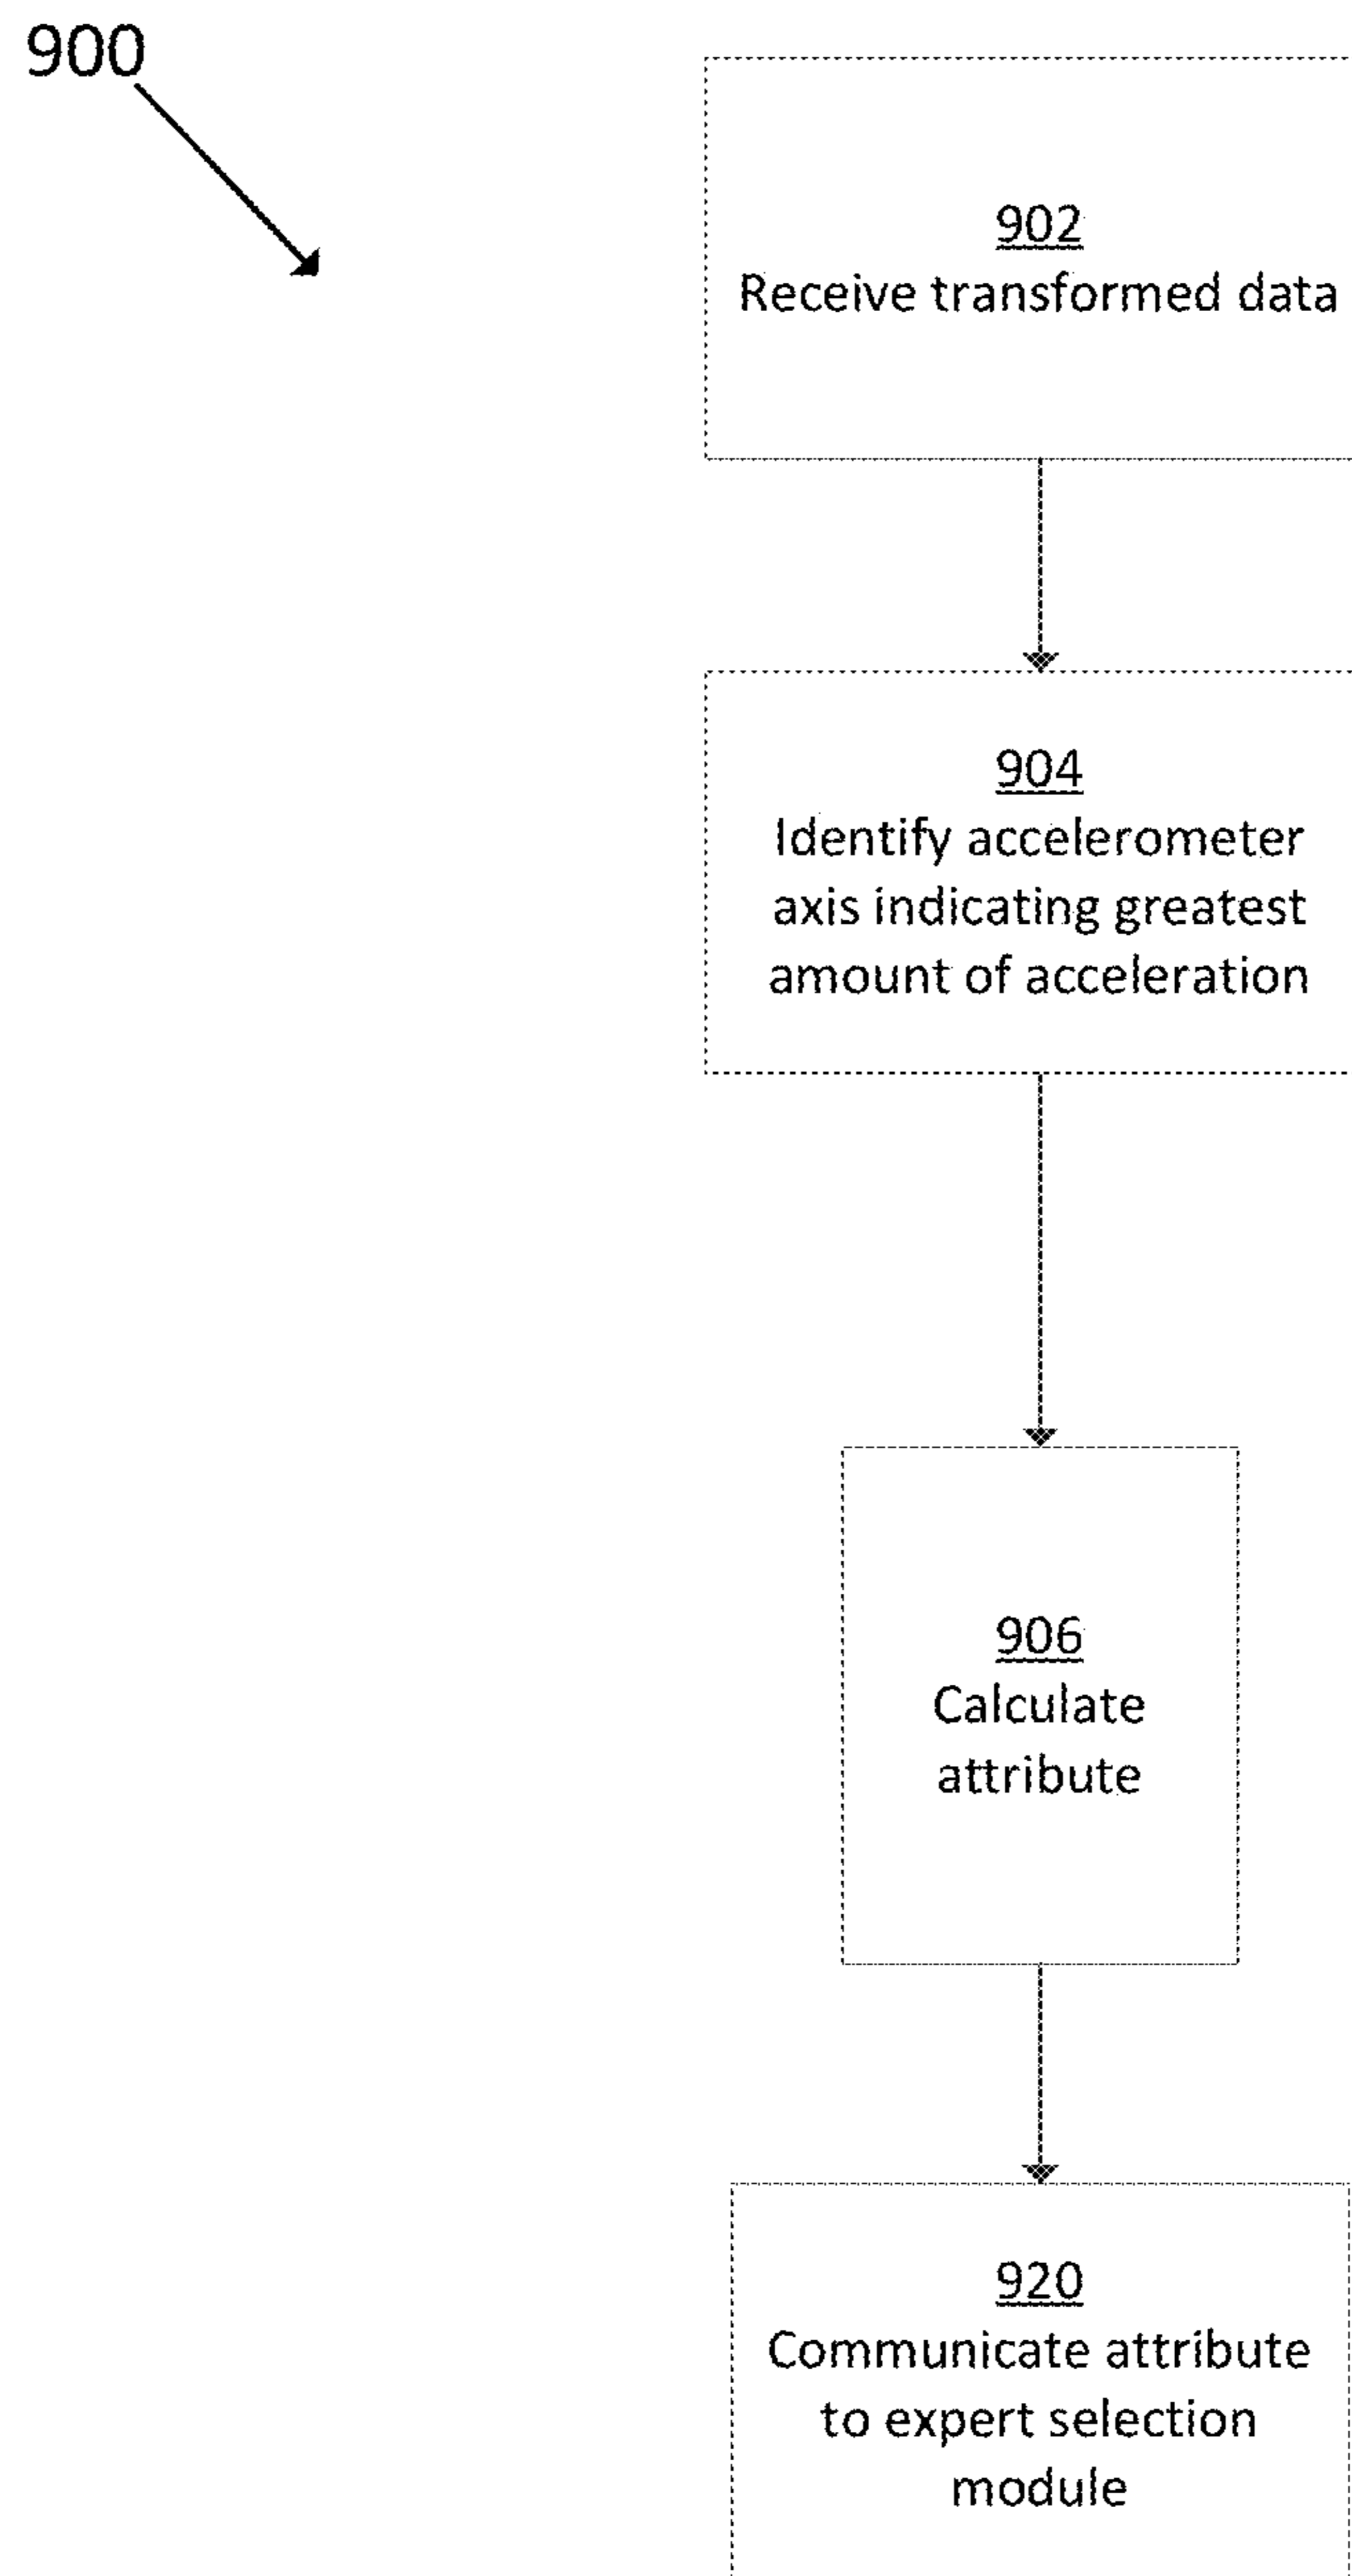 900
902
Receive transformed data
904
Identify accelerometer
axis indicating greatest
amount of acceleration
906
Calculate
attribute
920
Communicate attribute
to expert selection
module